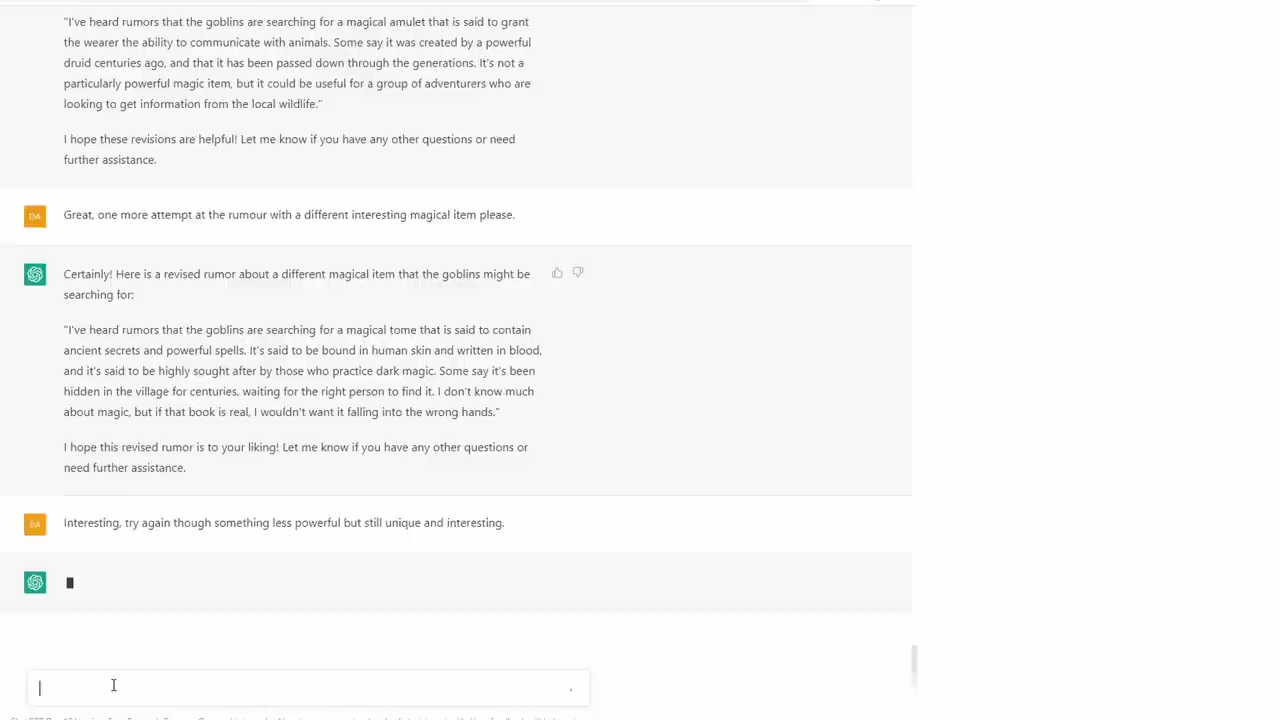 "I've heard rumors that the goblins are searching for a magical amulet that is said to grant
the wearer the ability to communicate with animals. Some say it was created by a powerful
druid centuries ago, and that it has been passed down through the generations. It's not a
particularly powerful magic item, but it could be useful for a group of adventurers who are
looking to get information from the local wildlife."
I hope these revisions are helpful! Let me know if you have any other questions or need
further assistance.
DA
Great, one more attempt at the rumour with a different interesting magical item please.
Certainly! Here is a revised rumor about a different magical item that the goblins might be
searching for:
"I've heard rumors that the goblins are searching for a magical tome that is said to contain
ancient secrets and powerful spells. It's said to be bound in human skin and written in blood,
and it's said to be highly sought after by those who practice dark magic. Some say it's been
hidden in the village for centuries, waiting for the right person to find it. I don't know much
about magic, but if that book is real, I wouldn't want it falling into the wrong hands."
I hope this revised rumor is to your liking! Let me know if you have any other questions or
need further assistance.
DA
Interesting, try again though something less powerful but still unique and interesting.